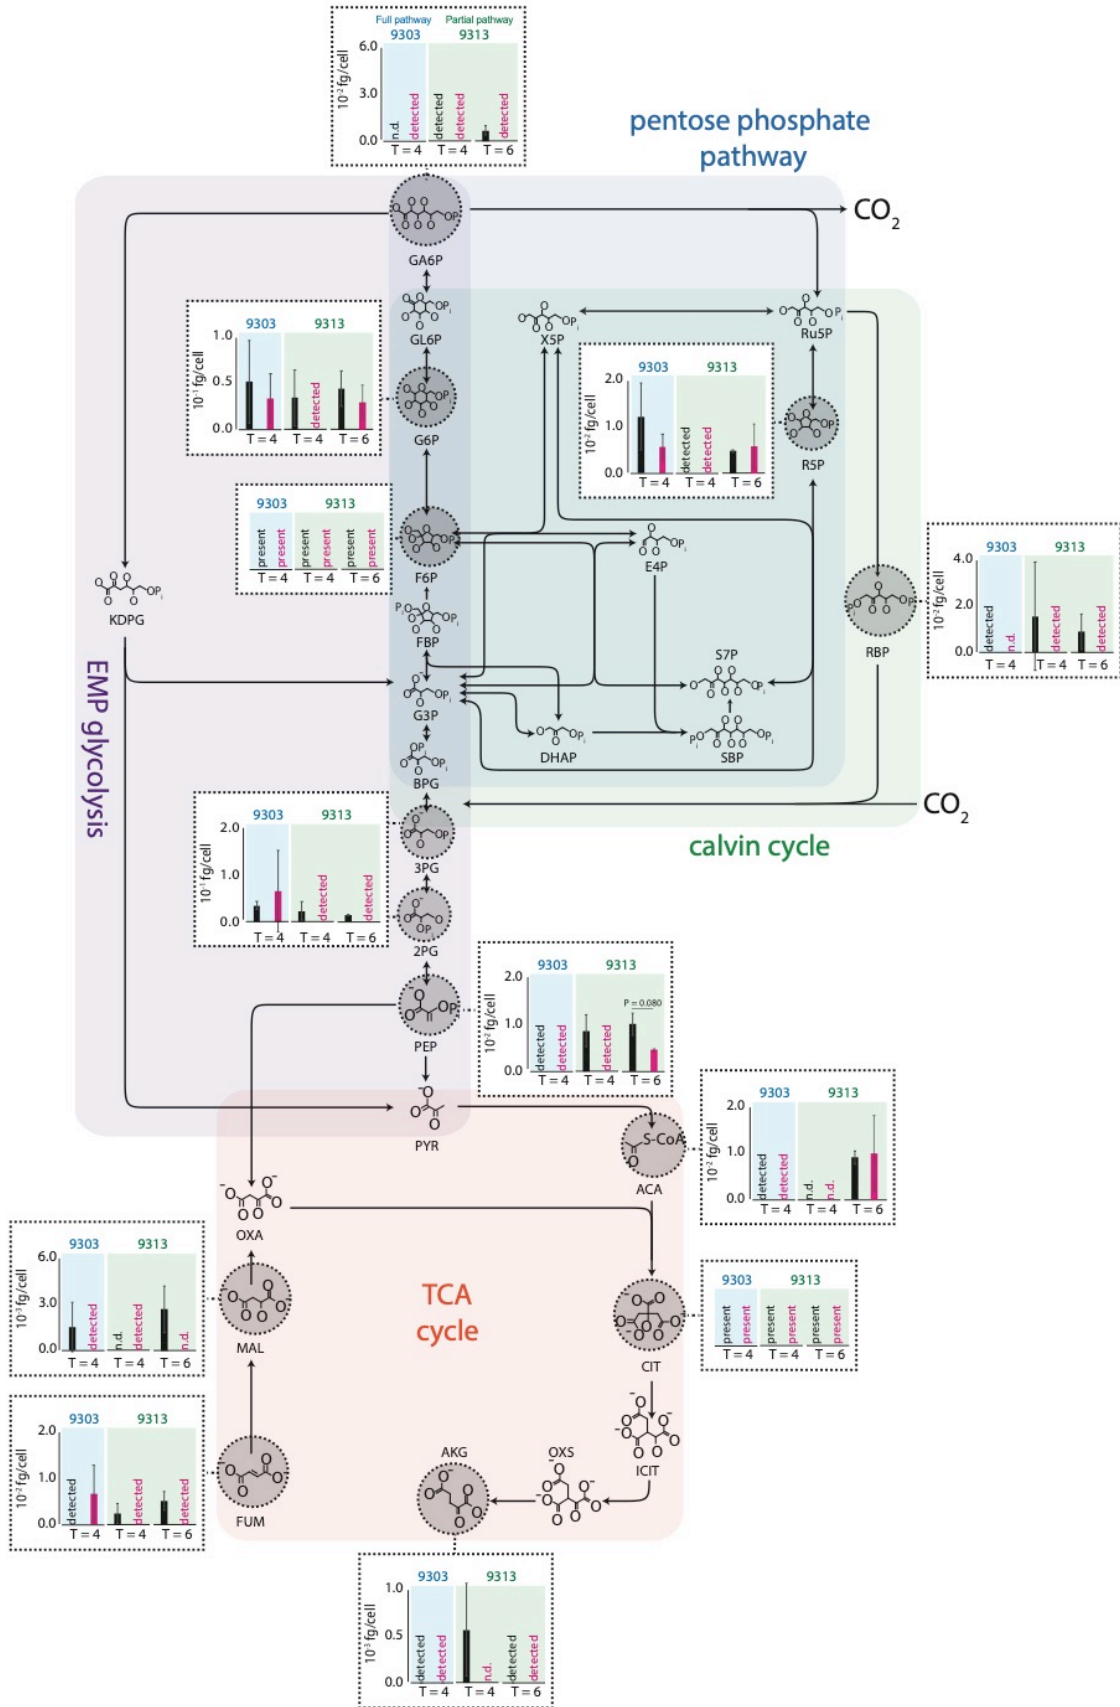 Full pathway Partial pathway
9303 9313
6.0
3.0
0.0
10⁻² fg/cell
n.d. detected detected detected detected
T = 4 T = 4 T = 6
pentose phosphate
pathway
CO₂
GA6P
GL6P
G6P
F6P
FBP
G3P
BPG
3PG
2PG
PEP
PYR
KDPG
X5P
Ru5P
R5P
E4P
S7P
SBP
DHAP
RBP
EMP glycolysis
9303 9313
1.0
0.5
0.0
10⁻¹ fg/cell
detected
T = 4 T = 4 T = 6
9303 9313
2.0
1.0
0.0
10⁻² fg/cell
detected detected
T = 4 T = 4 T = 6
9303 9313
present present present present present present
T = 4 T = 4 T = 6
9303 9313
4.0
2.0
0.0
10⁻² fg/cell
detected n.d. detected detected
T = 4 T = 4 T = 6
CO₂
calvin cycle
9303 9313
2.0
1.0
0.0
10⁻¹ fg/cell
detected detected
T = 4 T = 4 T = 6
9303 9313
2.0
1.0
0.0
10⁻² fg/cell
P = 0.080
detected detected detected
T = 4 T = 4 T = 6
S-CoA
ACA
9303 9313
2.0
1.0
0.0
10⁻² fg/cell
detected detected n.d. n.d.
T = 4 T = 4 T = 6
OXA
TCA
cycle
9303 9313
6.0
3.0
0.0
10⁻³ fg/cell
detected n.d. detected n.d.
T = 4 T = 4 T = 6
MAL
CIT
9303 9313
present present present present present present
T = 4 T = 4 T = 6
9303 9313
2.0
1.0
0.0
10⁻² fg/cell
detected detected detected
T = 4 T = 4 T = 6
FUM
AKG
OXS
ICIT
9303 9313
1.0
0.5
0.0
10⁻³ fg/cell
detected detected n.d. detected detected
T = 4 T = 4 T = 6